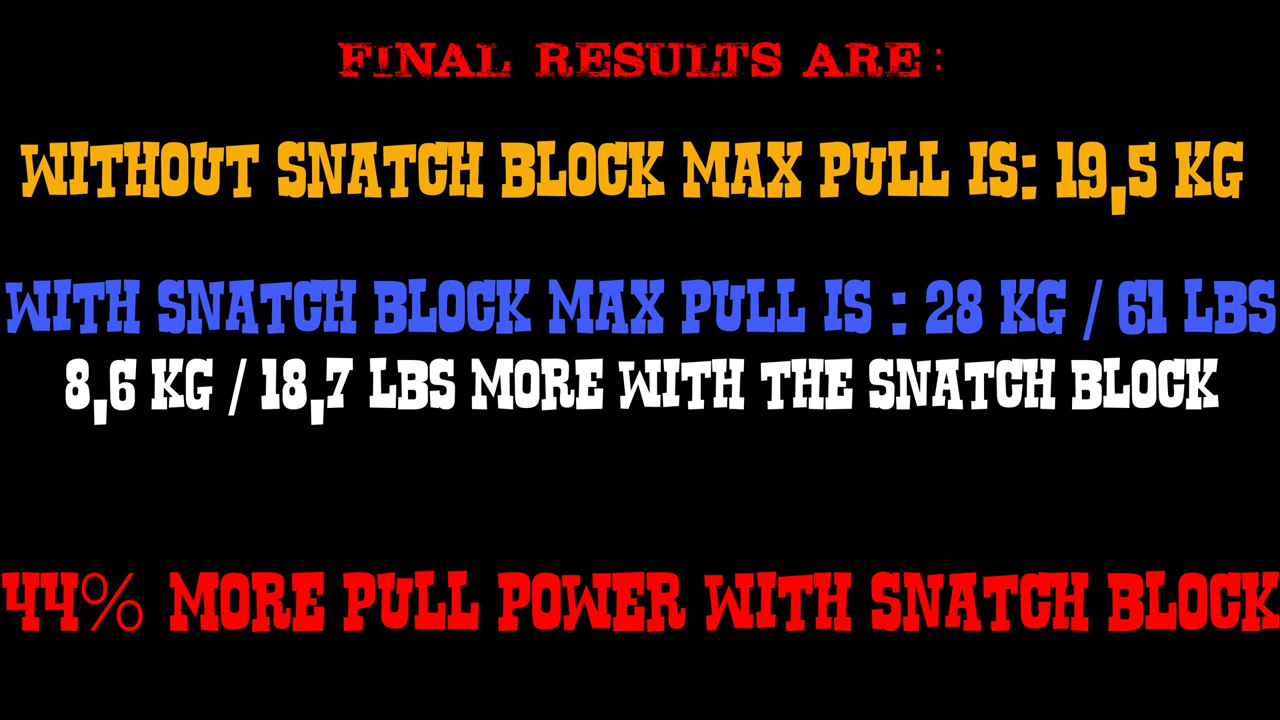 FINAL RESULTS ARE :
WITHOUT SNATCH BLOCK MAX PULL IS: 19,5 KG
WITH SNATCH BLOCK MAX PULL IS : 28 KG / 61 LBS
8,6 KG / 18,7 LBS MORE WITH THE SNATCH BLOCK
44% MORE PULL POWER WITH SNATCH BLOCK